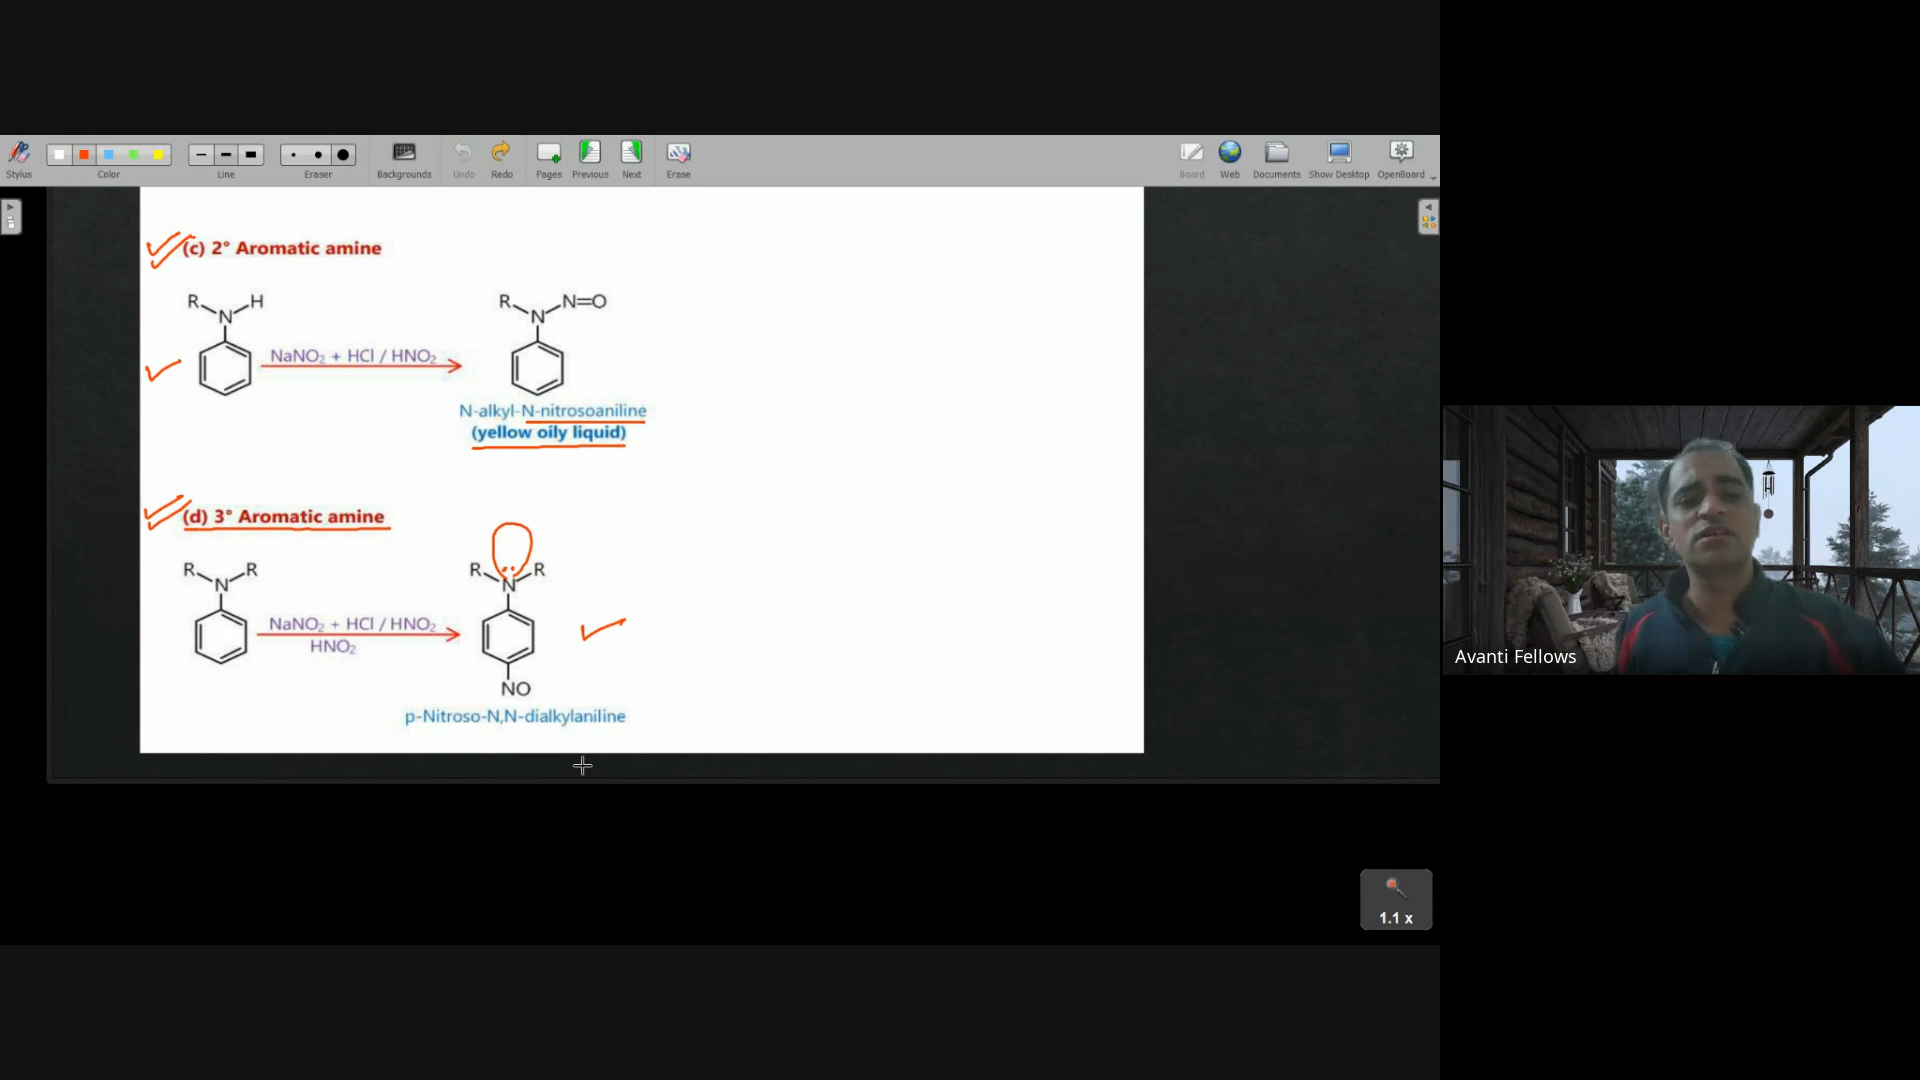 Stylus
Color
Line
Eraser
Backgrounds
Undo
Redo
Pages
Previous
Next
Erase
Board
Web
Documents
Show Desktop
OpenBoard
(c) 2° Aromatic amine
R H
N
NaNO₂ + HCl / HNO₂
R N=O
N
N-alkyl-N-nitrosoaniline
(yellow oily liquid)
(d) 3° Aromatic amine
R R
N
NaNO₂ + HCl / HNO₂
HNO₂
R R
N
NO
p-Nitroso-N,N-dialkylaniline
Avanti Fellows
1.1 x